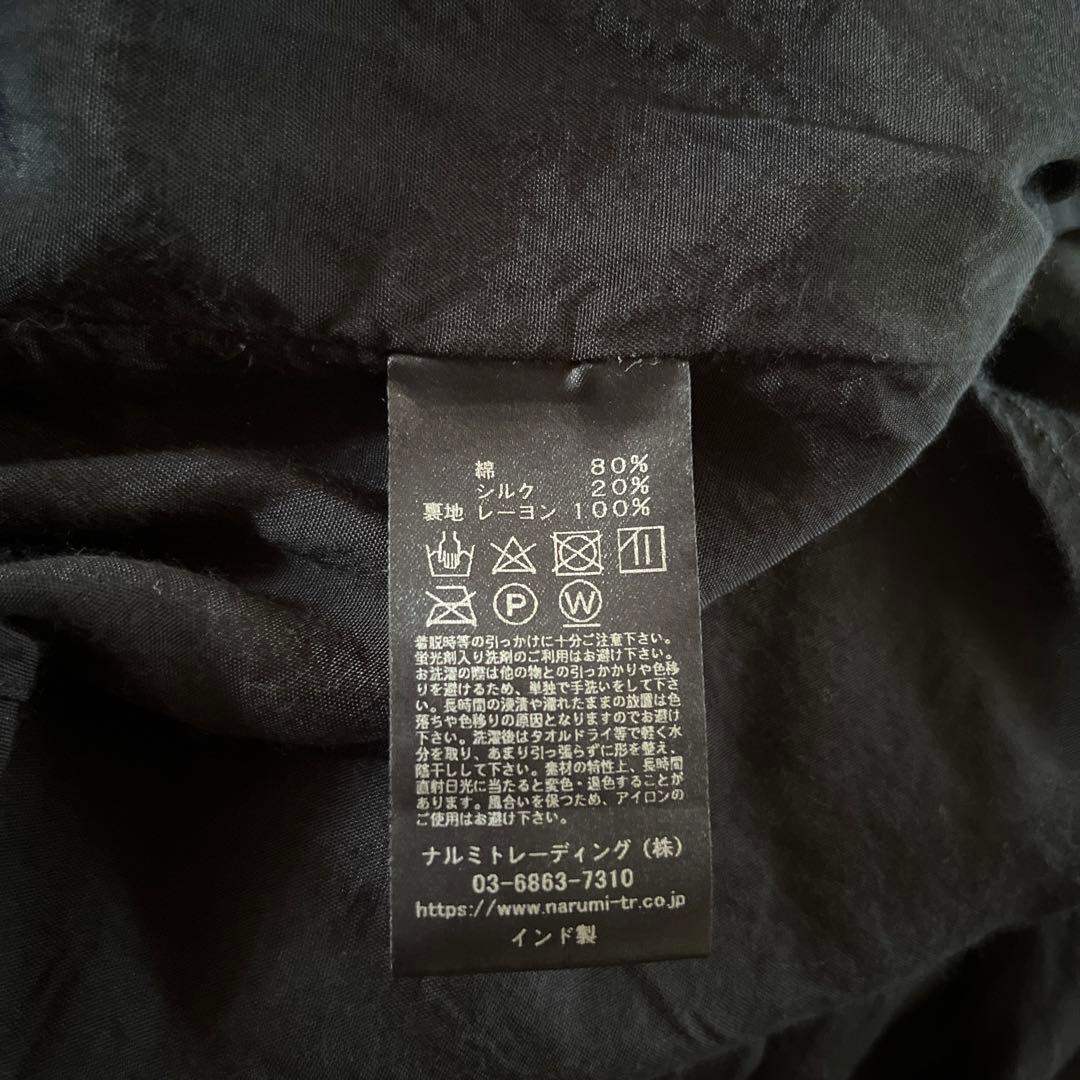 綿 80%
シルク 20%
裏地 レーヨン 100%
P W
着脱時等の引っかけに十分ご注意下さい。
蛍光剤入り洗剤のご利用はお避け下さい。
お洗濯の際は他の物との引っかかりや色移
りを避けるため、単独で手洗いをして下さ
い。長時間の浸漬や濡れたままの放置は色
落ちや色移りの原因となりますのでお避け
下さい。洗濯後はタオルドライ等で軽く水
分を取り、あまり引っ張らずに形を整え、
陰干しして下さい。素材の特性上、長時間
直射日光に当たると変色・退色することが
あります。風合いを保つため、アイロンの
ご使用はお避け下さい。
ナルミトレーディング(株)
03-6863-7310
https://www.narumi-tr.co.jp
インド製